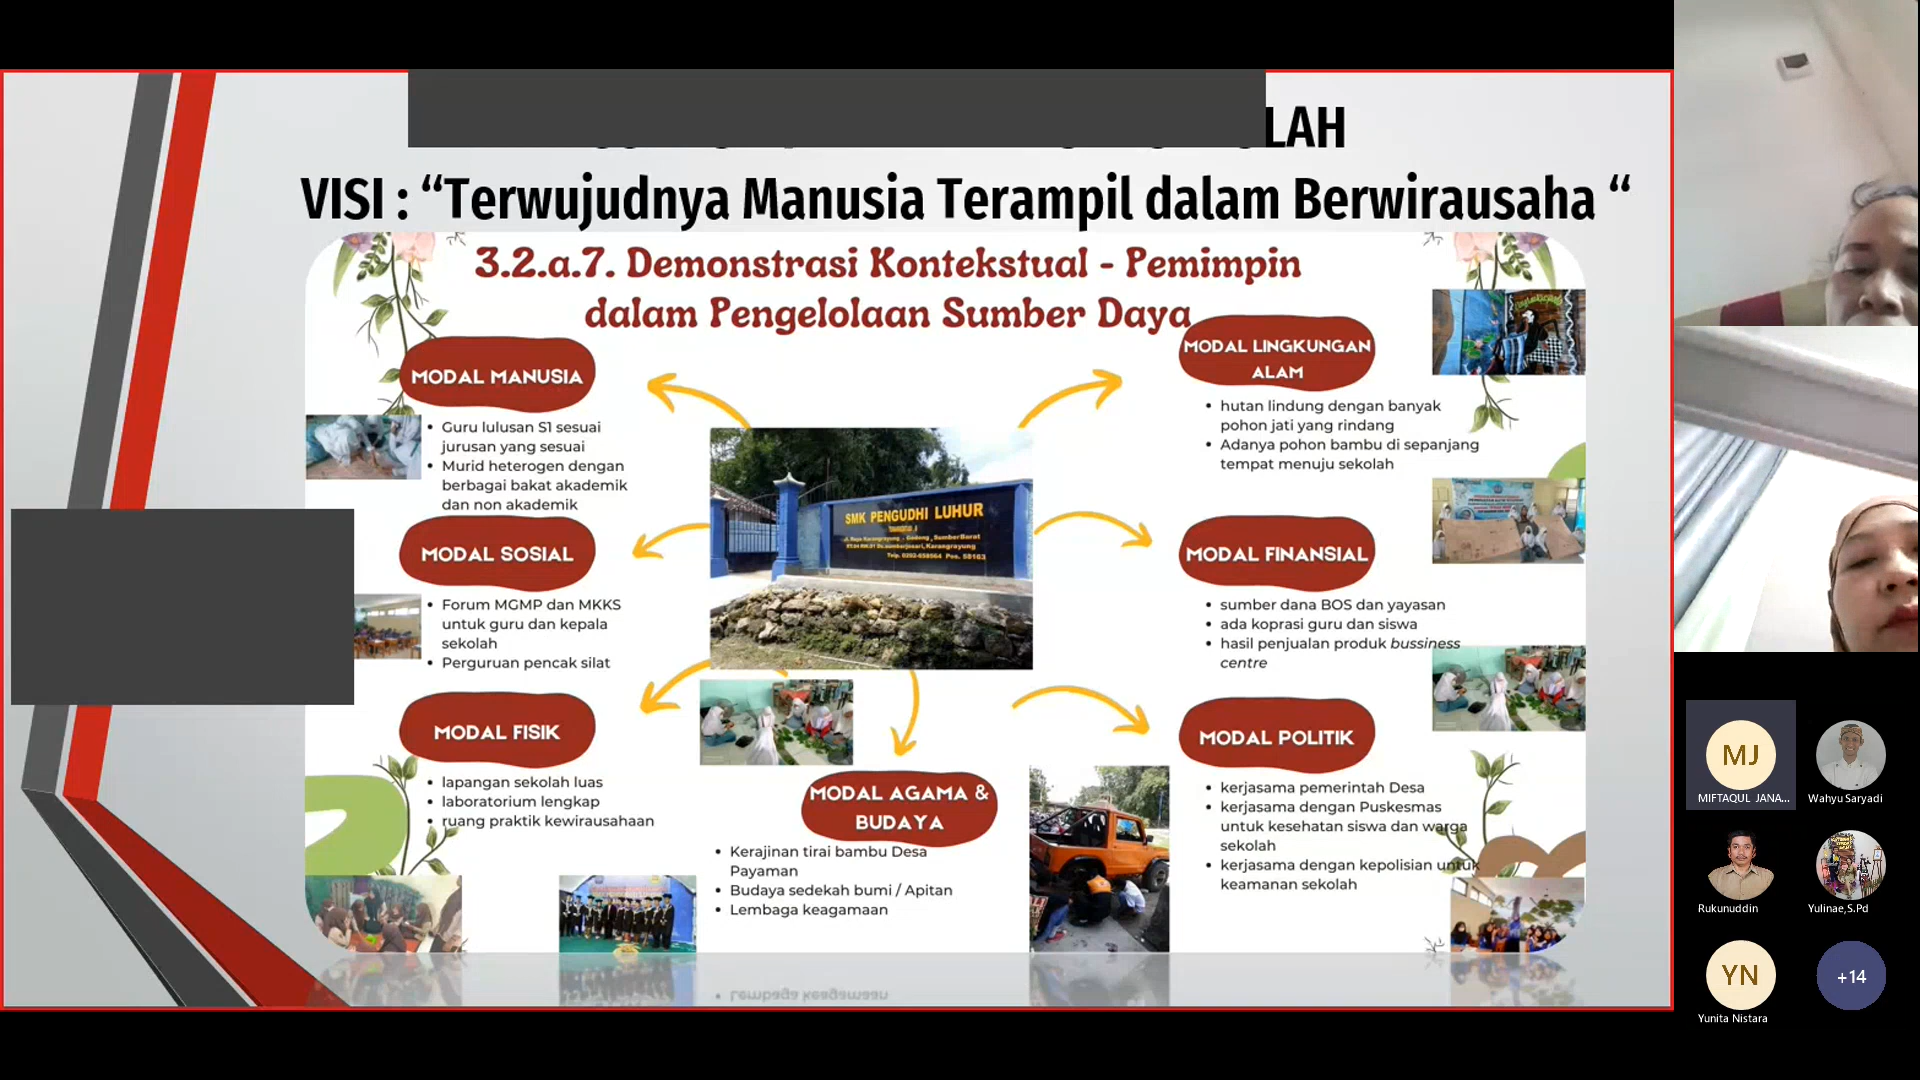 LAH
VISI : “Terwujudnya Manusia Terampil dalam Berwirausaha “
3.2.a.7. Demonstrasi Kontekstual - Pemimpin
dalam Pengelolaan Sumber Daya
MODAL MANUSIA
Guru lulusan S1 sesuai
jurusan yang sesuai
Murid heterogen dengan
berbagai bakat akademik
dan non akademik
MODAL SOSIAL
Forum MGMP dan MKKS
untuk guru dan kepala
sekolah
Perguruan pencak silat
MODAL FISIK
lapangan sekolah luas
laboratorium lengkap
ruang praktik kewirausahaan
SMK PENGUDHI LUHUR
MODAL AGAMA &
BUDAYA
Kerajinan tirai bambu Desa
Payaman
Budaya sedekah bumi / Apitan
Lembaga keagamaan
MODAL LINGKUNGAN
ALAM
hutan lindung dengan banyak
pohon jati yang rindang
Adanya pohon bambu di sepanjang
tempat menuju sekolah
MODAL FINANSIAL
sumber dana BOS dan yayasan
ada koprasi guru dan siswa
hasil penjualan produk bussiness
centre
MODAL POLITIK
kerjasama pemerintah Desa
kerjasama dengan Puskesmas
untuk kesehatan siswa dan warga
sekolah
kerjasama dengan kepolisian untuk
keamanan sekolah
MJ
MIFTAQUL JANA...
Wahyu Saryadi
Rukunuddin
Yulinae,S.Pd
YN
Yunita Nistara
+14